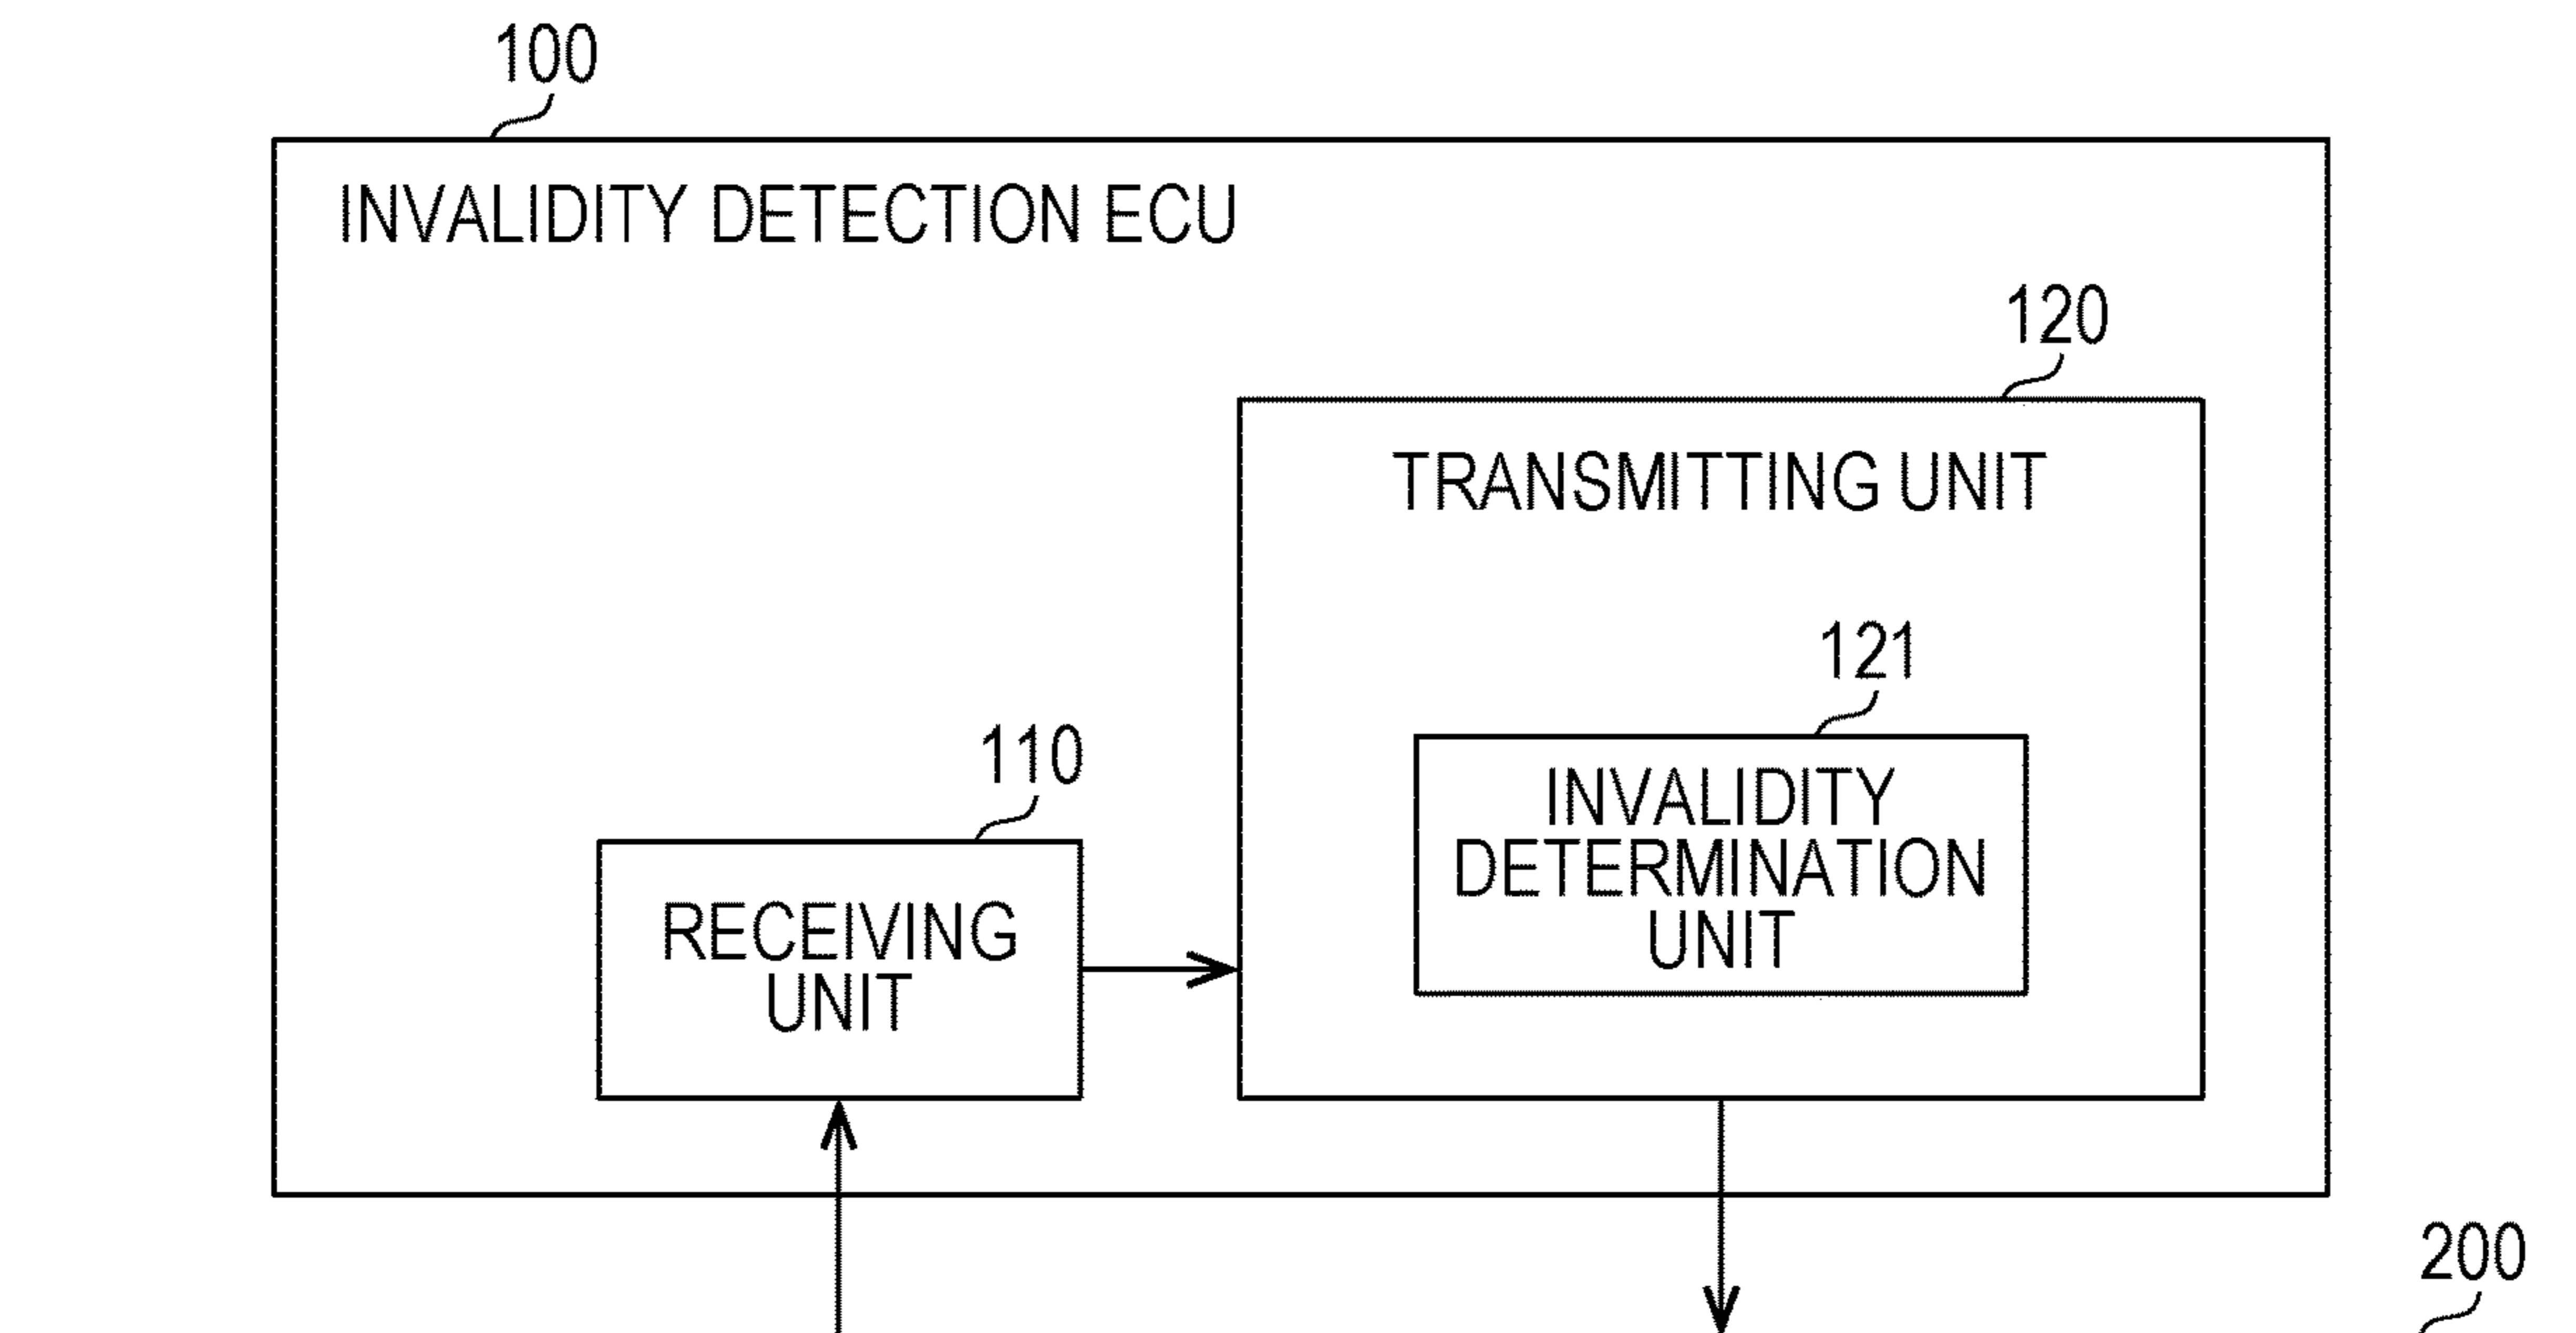 100
INVALIDITY DETECTION ECU
120
TRANSMITTING UNIT
121
INVALIDITY
DETERMINATION
UNIT
110
RECEIVING
UNIT
200